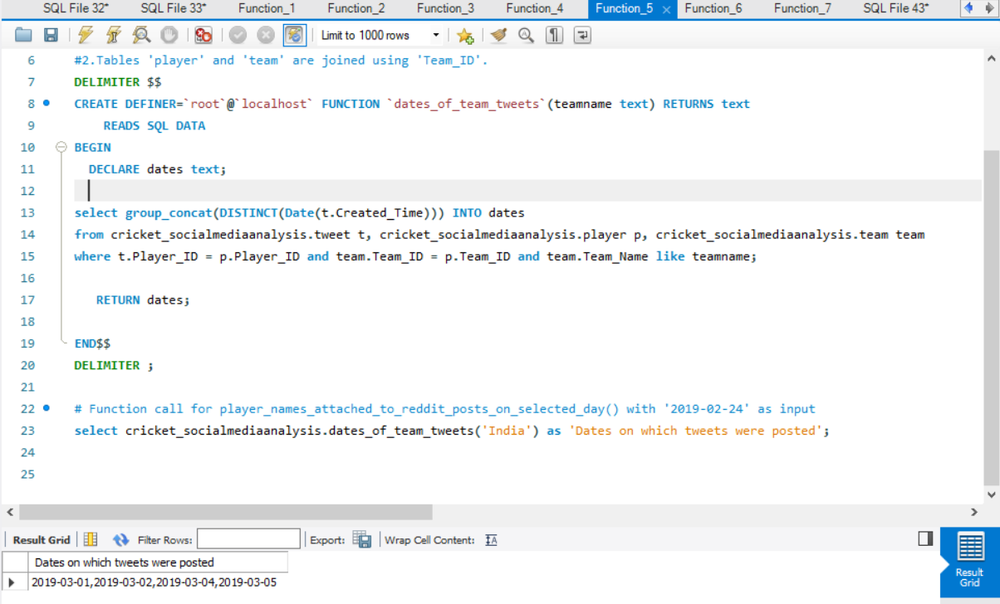 SQL File 32* SQL File 33* Function_1 Function_2 Function_3 Function_4 Function_5 Function_6 Function_7 SQL File 43*
Limit to 1000 rows
6 #2.Tables 'player' and 'team' are joined using 'Team_ID'.
7 DELIMITER $$
8 CREATE DEFINER=`root`@`localhost` FUNCTION `dates_of_team_tweets`(teamname text) RETURNS text
9 READS SQL DATA
10 BEGIN
11 DECLARE dates text;
12
13 select group_concat(DISTINCT(Date(t.Created_Time))) INTO dates
14 from cricket_socialmediaanalysis.tweet t, cricket_socialmediaanalysis.player p, cricket_socialmediaanalysis.team team
15 where t.Player_ID = p.Player_ID and team.Team_ID = p.Team_ID and team.Team_Name like teamname;
16
17 RETURN dates;
18
19 END$$
20 DELIMITER ;
21
22 # Function call for player_names_attached_to_reddit_posts_on_selected_day() with '2019-02-24' as input
23 select cricket_socialmediaanalysis.dates_of_team_tweets('India') as 'Dates on which tweets were posted';
24
25
Result Grid Filter Rows: Export: Wrap Cell Content: IA
Dates on which tweets were posted
2019-03-01,2019-03-02,2019-03-04,2019-03-05
Result
Grid